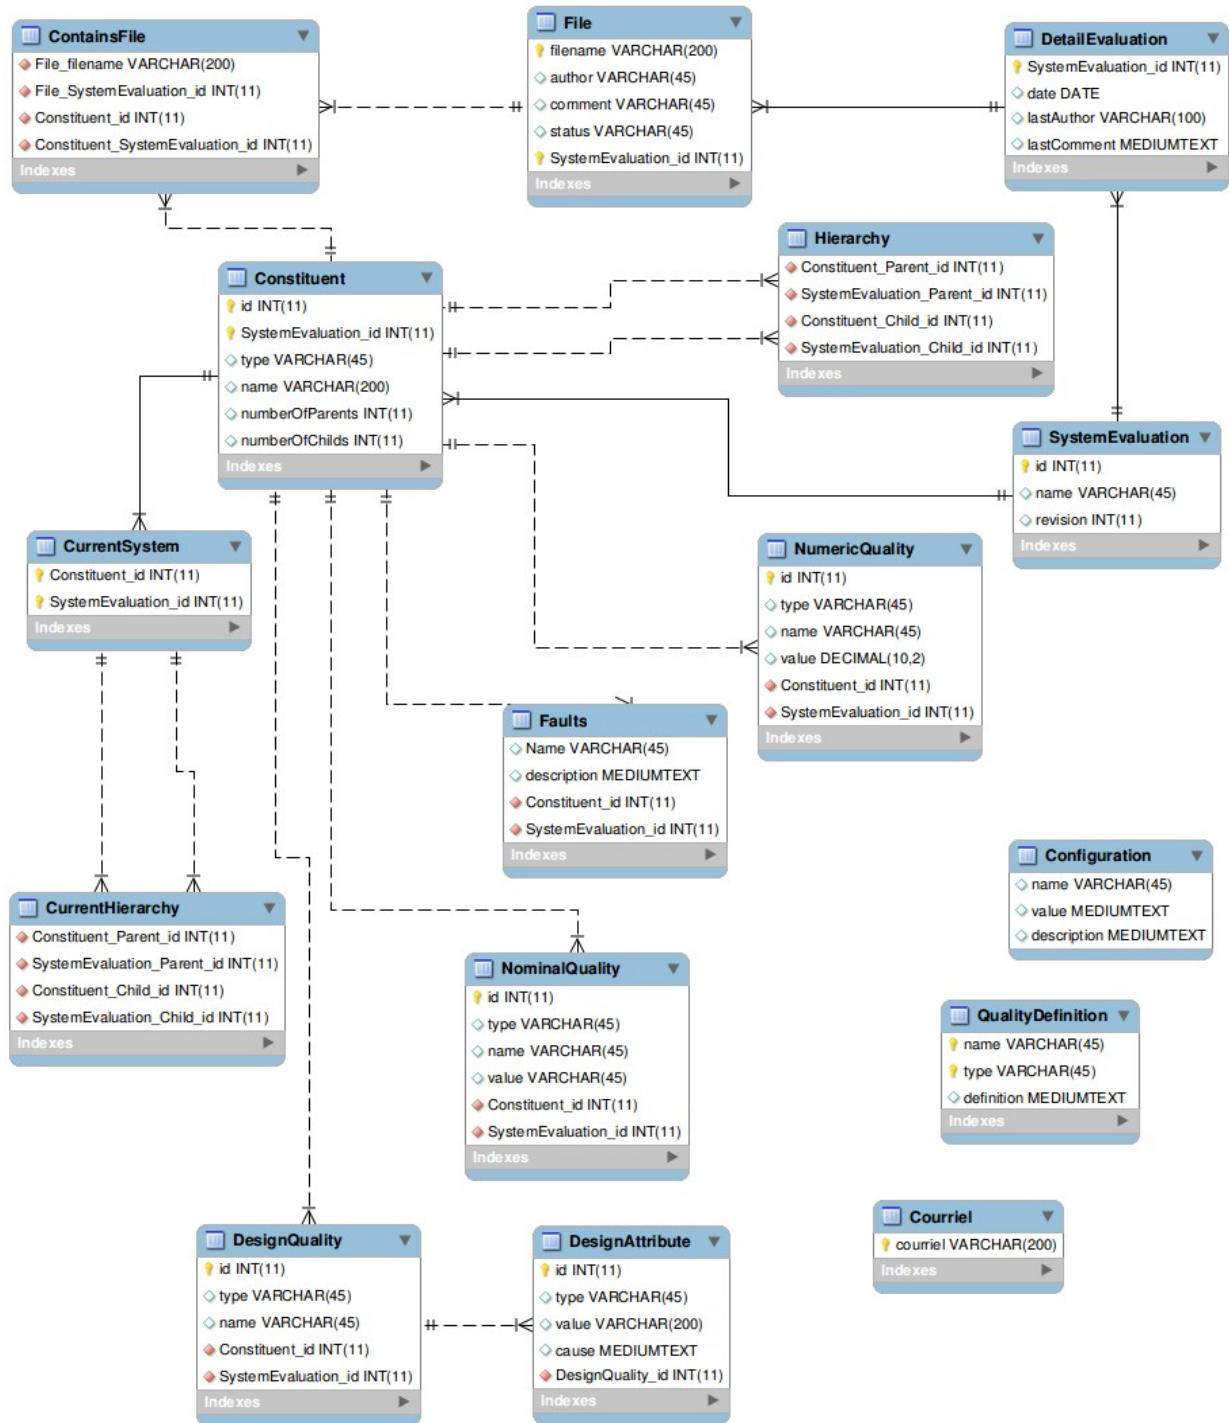 ContainsFile
File_filename VARCHAR(200)
File_SystemEvaluation_id INT(11)
Constituent_id INT(11)
Constituent_SystemEvaluation_id INT(11)
Indexes
File
filename VARCHAR(200)
author VARCHAR(45)
comment VARCHAR(45)
status VARCHAR(45)
SystemEvaluation_id INT(11)
Indexes
DetailEvaluation
SystemEvaluation_id INT(11)
date DATE
lastAuthor VARCHAR(100)
lastComment MEDIUMTEXT
Indexes
Hierarchy
Constituent_Parent_id INT(11)
SystemEvaluation_Parent_id INT(11)
Constituent_Child_id INT(11)
SystemEvaluation_Child_id INT(11)
Indexes
Constituent
id INT(11)
SystemEvaluation_id INT(11)
type VARCHAR(45)
name VARCHAR(200)
numberOfParents INT(11)
numberOfChilds INT(11)
Indexes
SystemEvaluation
id INT(11)
name VARCHAR(45)
revision INT(11)
Indexes
CurrentSystem
Constituent_id INT(11)
SystemEvaluation_id INT(11)
Indexes
NumericQuality
id INT(11)
type VARCHAR(45)
name VARCHAR(45)
value DECIMAL(10,2)
Constituent_id INT(11)
SystemEvaluation_id INT(11)
Indexes
Faults
Name VARCHAR(45)
description MEDIUMTEXT
Constituent_id INT(11)
SystemEvaluation_id INT(11)
Indexes
Configuration
name VARCHAR(45)
value MEDIUMTEXT
description MEDIUMTEXT
Indexes
CurrentHierarchy
Constituent_Parent_id INT(11)
SystemEvaluation_Parent_id INT(11)
Constituent_Child_id INT(11)
SystemEvaluation_Child_id INT(11)
Indexes
NominalQuality
id INT(11)
type VARCHAR(45)
name VARCHAR(45)
value VARCHAR(45)
Constituent_id INT(11)
SystemEvaluation_id INT(11)
Indexes
QualityDefinition
name VARCHAR(45)
type VARCHAR(45)
definition MEDIUMTEXT
Indexes
Courriel
courriel VARCHAR(200)
Indexes
DesignQuality
id INT(11)
type VARCHAR(45)
name VARCHAR(45)
Constituent_id INT(11)
SystemEvaluation_id INT(11)
Indexes
DesignAttribute
id INT(11)
type VARCHAR(45)
value VARCHAR(200)
cause MEDIUMTEXT
DesignQuality_id INT(11)
Indexes